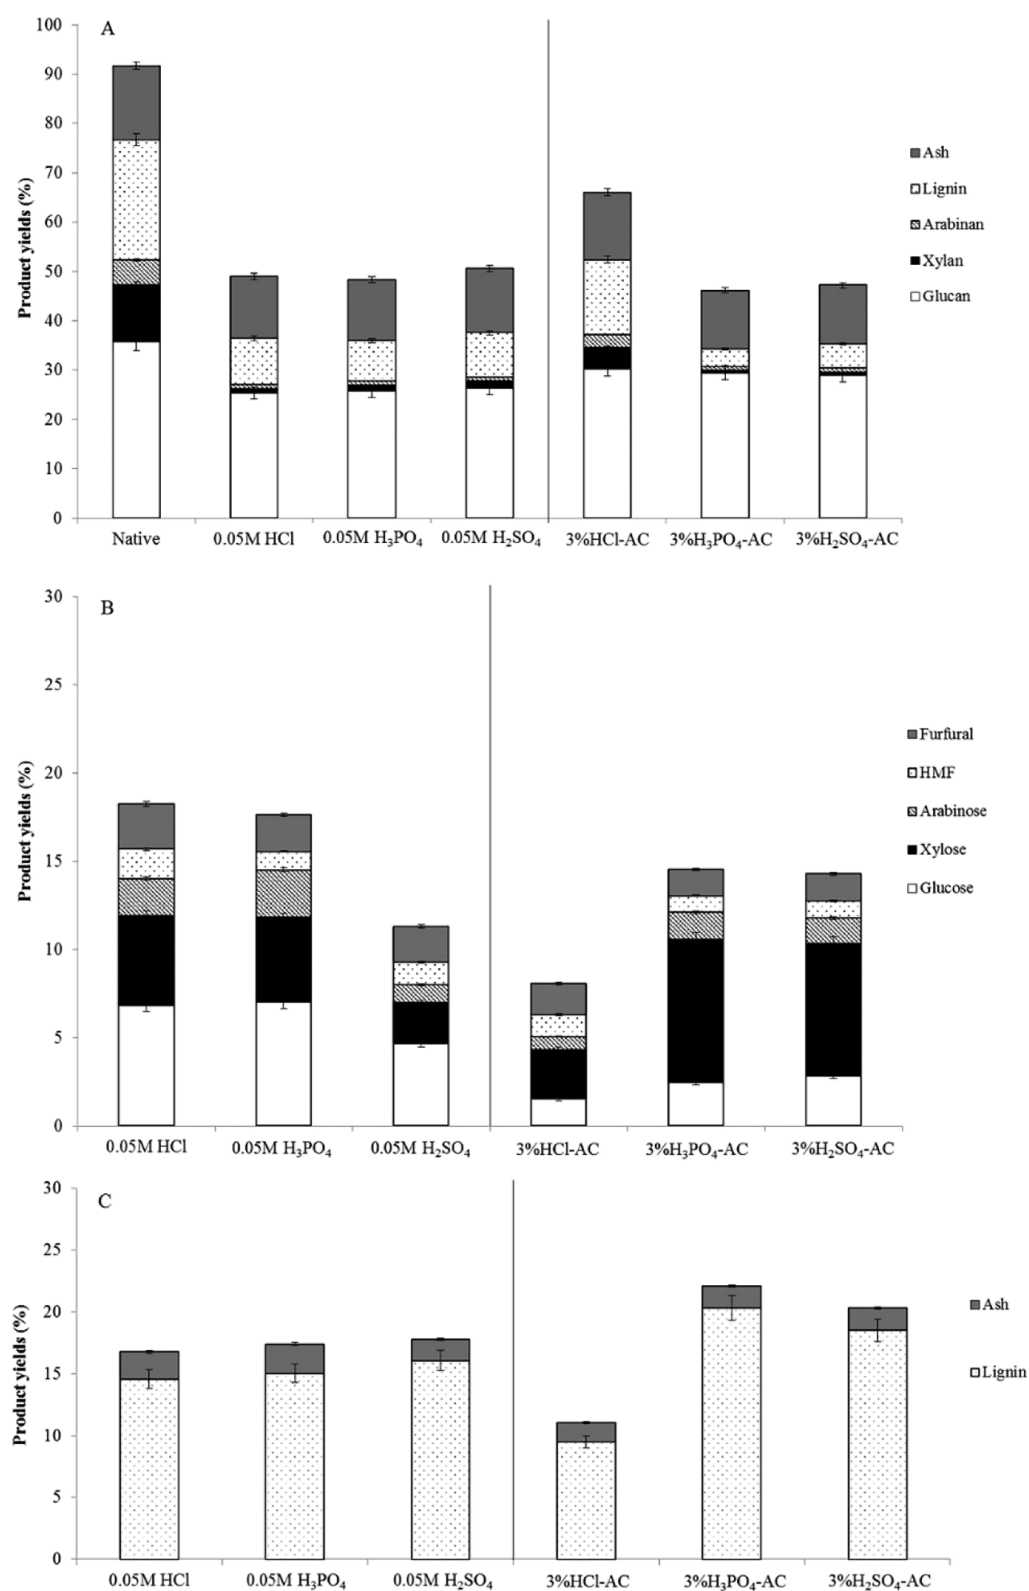 A
Product yields (%)
100
90
80
70
60
50
40
30
20
10
0
Native
0.05M HCl
0.05M H₃PO₄
0.05M H₂SO₄
3%HCl-AC
3%H₃PO₄-AC
3%H₂SO₄-AC
Ash
Lignin
Arabinan
Xylan
Glucan
B
Product yields (%)
30
25
20
15
10
5
0
0.05M HCl
0.05M H₃PO₄
0.05M H₂SO₄
3%HCl-AC
3%H₃PO₄-AC
3%H₂SO₄-AC
Furfural
HMF
Arabinose
Xylose
Glucose
C
Product yields (%)
30
25
20
15
10
5
0
0.05M HCl
0.05M H₃PO₄
0.05M H₂SO₄
3%HCl-AC
3%H₃PO₄-AC
3%H₂SO₄-AC
Ash
Lignin